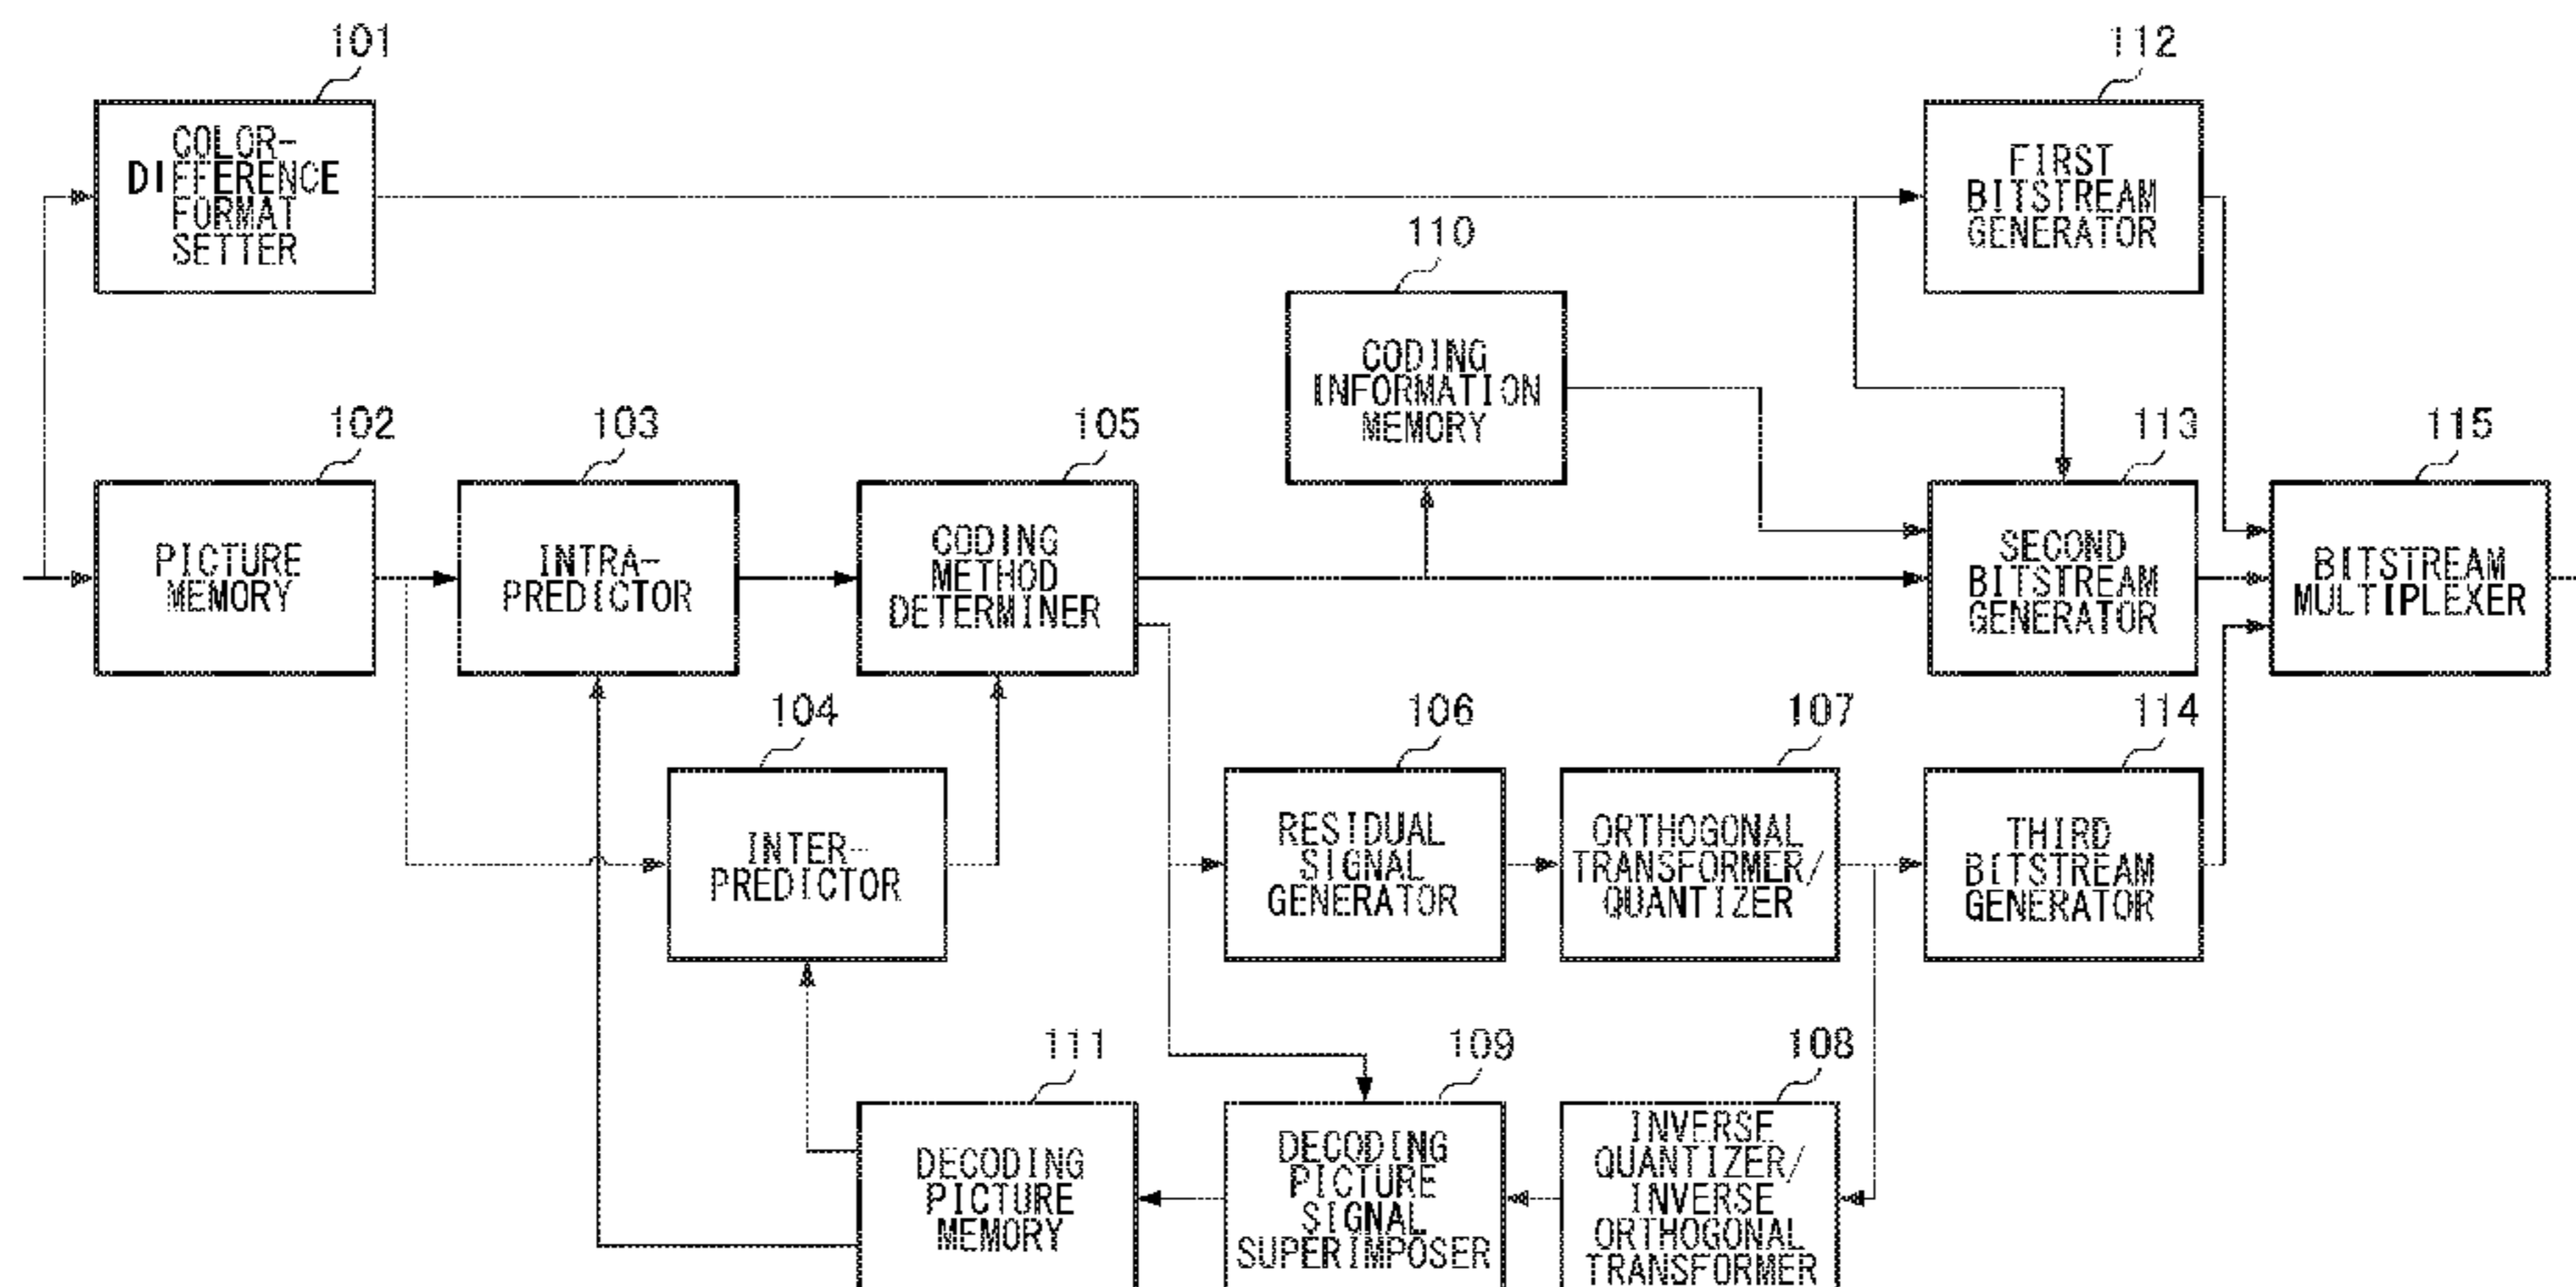 101
COLOR-
DIFFERENCE
FORMAT
SETTER
112
FIRST
BITSTREAM
GENERATOR
110
CODING
INFORMATION
MEMORY
102
PICTURE
MEMORY
103
INTRA-
PREDICTOR
105
CODING
METHOD
DETERMINER
113
SECOND
BITSTREAM
GENERATOR
115
BITSTREAM
MULTIPLEXER
104
INTER-
PREDICTOR
106
RESIDUAL
SIGNAL
GENERATOR
107
ORTHOGONAL
TRANSFORMER/
QUANTIZER
114
THIRD
BITSTREAM
GENERATOR
111
DECODING
PICTURE
MEMORY
109
DECODING
PICTURE
SIGNAL
SUPERIMPOSER
108
INVERSE
QUANTIZER/
INVERSE
ORTHOGONAL
TRANSFORMER